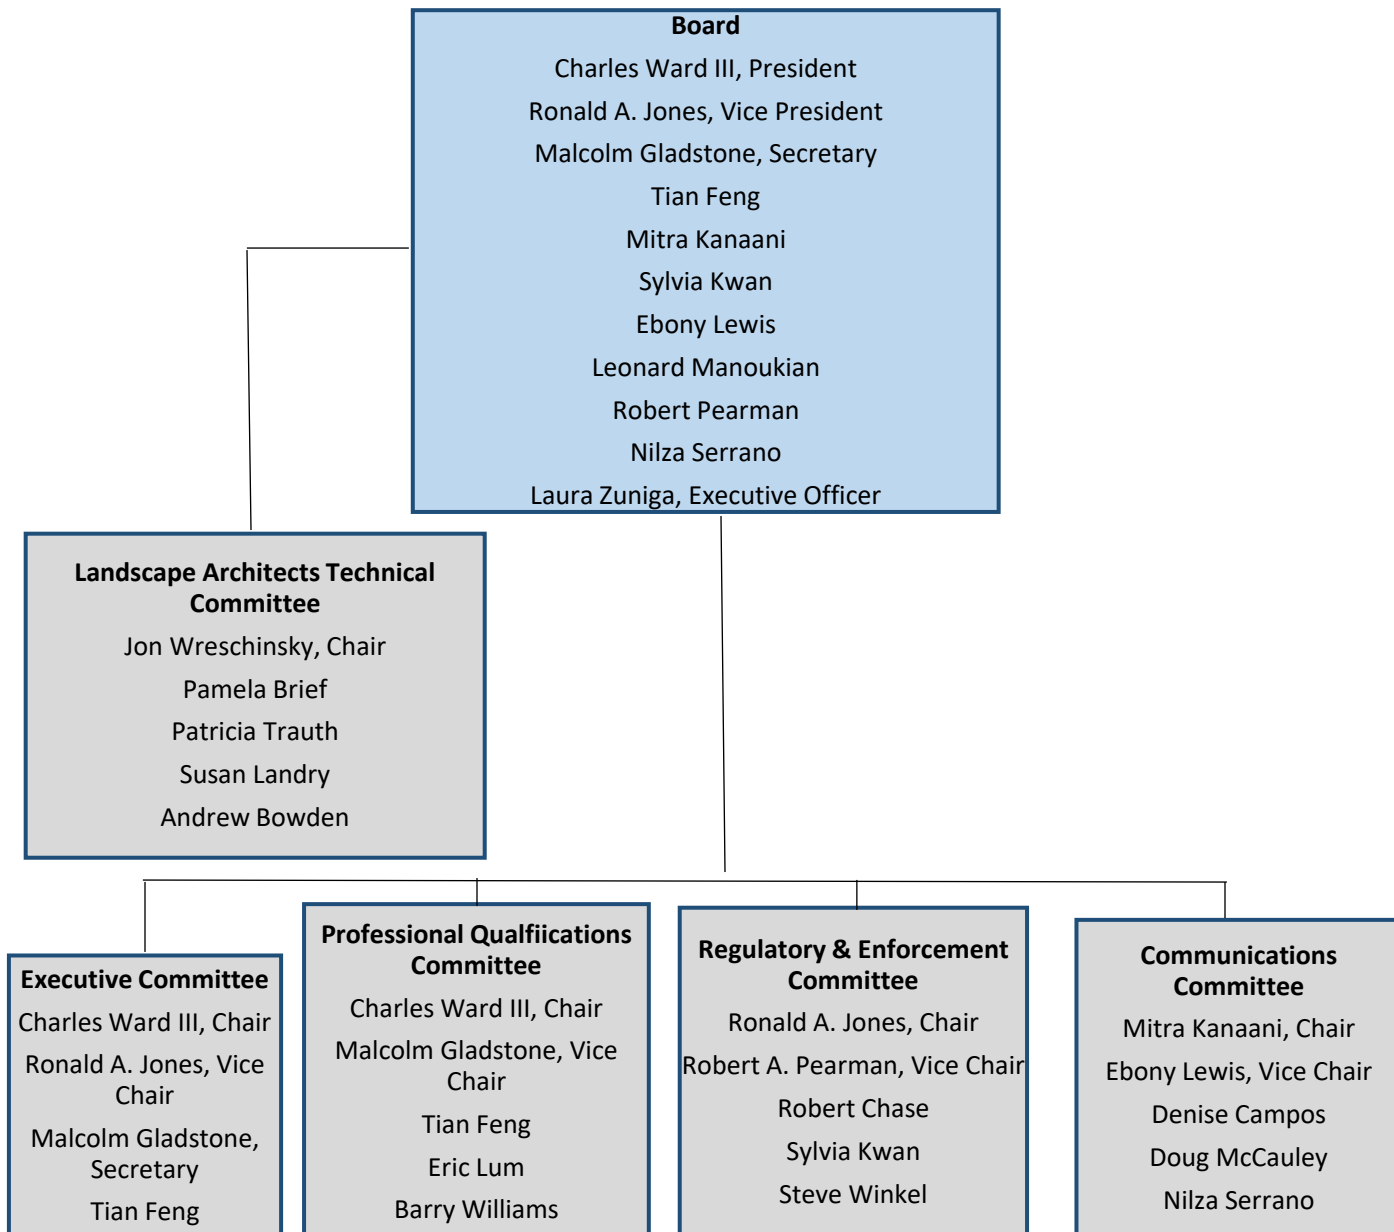 Board
Charles Ward III, President
Ronald A. Jones, Vice President
Malcolm Gladstone, Secretary
Tian Feng
Mitra Kanaani
Sylvia Kwan
Ebony Lewis
Leonard Manoukian
Robert Pearman
Nilza Serrano
Laura Zuniga, Executive Officer
Landscape Architects Technical
Committee
Jon Wreschinsky, Chair
Pamela Brief
Patricia Trauth
Susan Landry
Andrew Bowden
Executive Committee
Charles Ward III, Chair
Ronald A. Jones, Vice
Chair
Malcolm Gladstone,
Secretary
Tian Feng
Professional Qualfiications
Committee
Charles Ward III, Chair
Malcolm Gladstone, Vice
Chair
Tian Feng
Eric Lum
Barry Williams
Regulatory & Enforcement
Committee
Ronald A. Jones, Chair
Robert A. Pearman, Vice Chair
Robert Chase
Sylvia Kwan
Steve Winkel
Communications
Committee
Mitra Kanaani, Chair
Ebony Lewis, Vice Chair
Denise Campos
Doug McCauley
Nilza Serrano